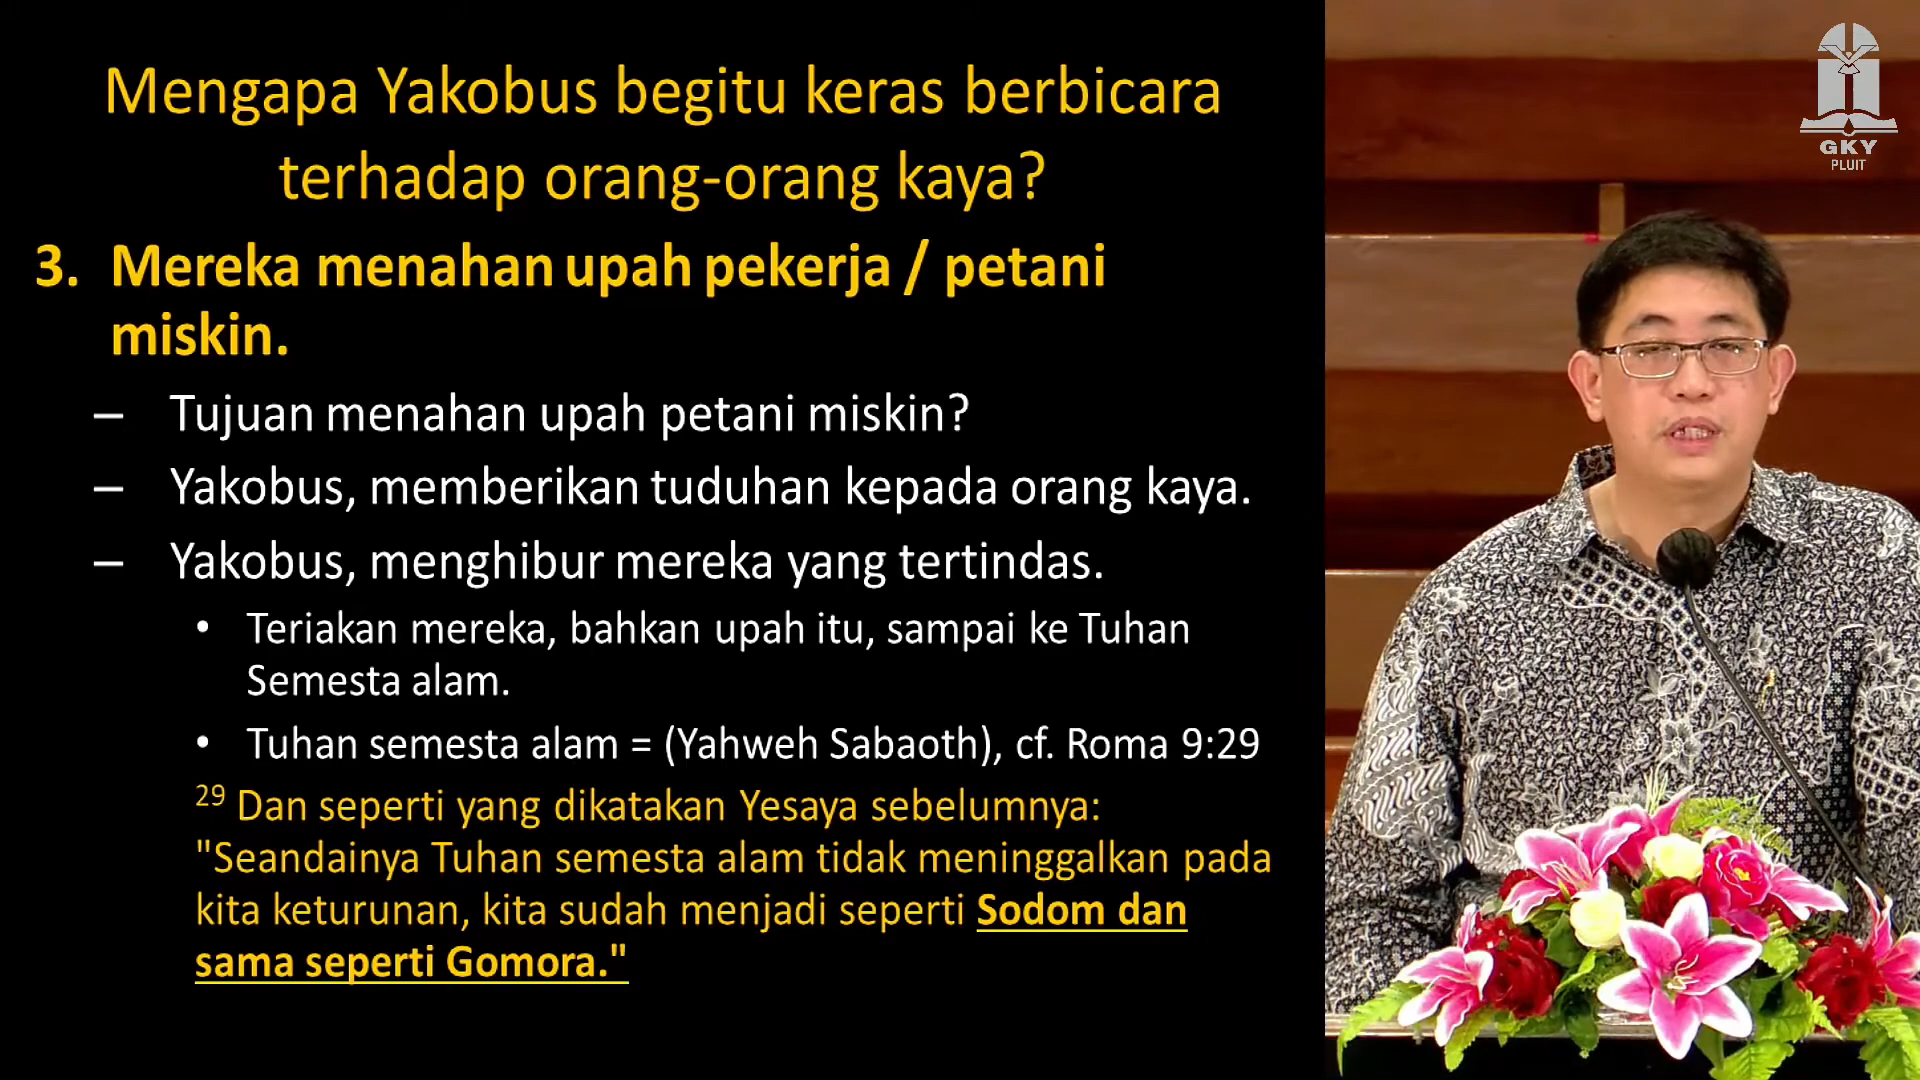 Mengapa Yakobus begitu keras berbicara
terhadap orang-orang kaya?
3. Mereka menahan upah pekerja / petani
miskin.
– Tujuan menahan upah petani miskin?
– Yakobus, memberikan tuduhan kepada orang kaya.
– Yakobus, menghibur mereka yang tertindas.
• Teriakan mereka, bahkan upah itu, sampai ke Tuhan
Semesta alam.
• Tuhan semesta alam = (Yahweh Sabaoth), cf. Roma 9:29
29 Dan seperti yang dikatakan Yesaya sebelumnya:
"Seandainya Tuhan semesta alam tidak meninggalkan pada
kita keturunan, kita sudah menjadi seperti Sodom dan
sama seperti Gomora."
GKY
PLUIT